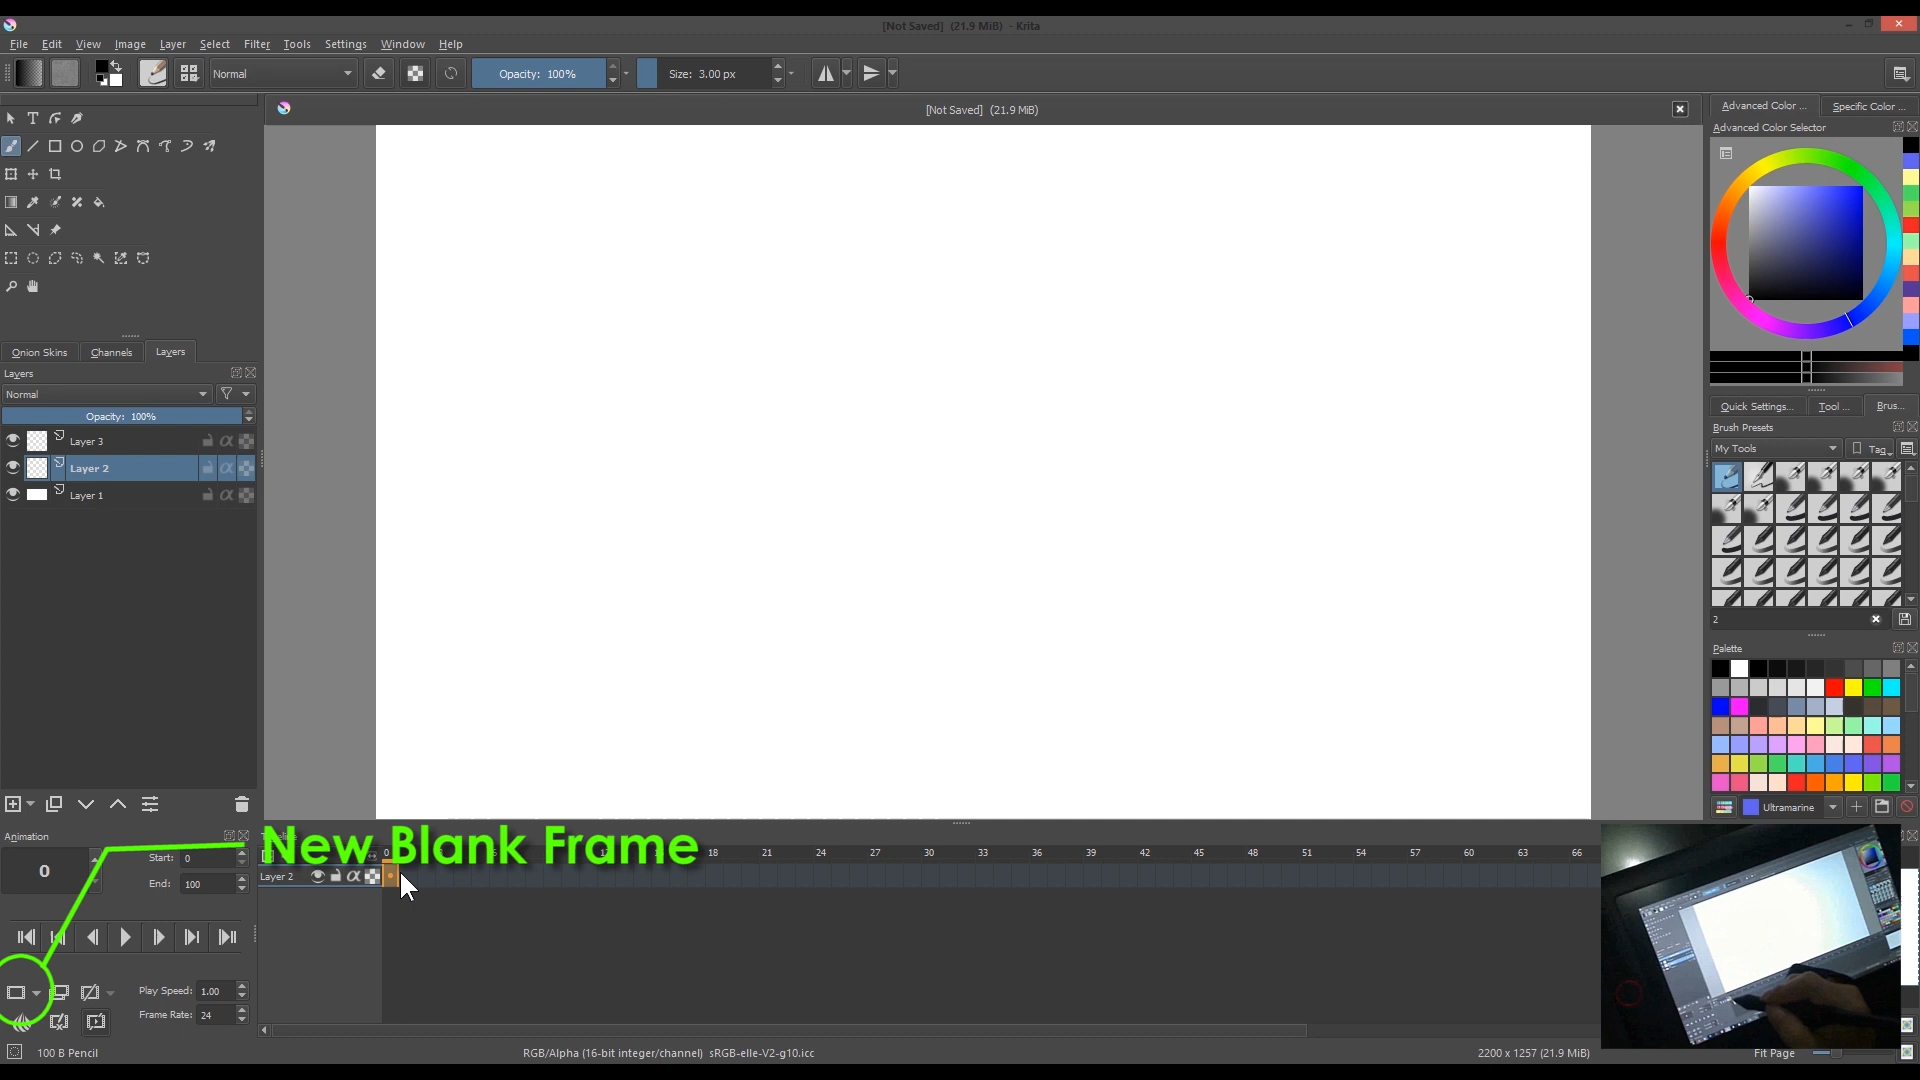 [Not Saved] (21.9 MiB) - Krita
File Edit View Image Layer Select Filter Tools Settings Window Help
Normal Opacity: 100% Size: 3.00 px
[Not Saved] (21.9 MiB)
Advanced Color ... Specific Color ...
Advanced Color Selector
Onion Skins Channels Layers
Layers
Normal
Opacity: 100%
Layer 3
Layer 2
Layer 1
Quick Settings... Tool ... Brus...
Brush Presets
My Tools Tag
2
Palette
Ultramarine
Animation
New Blank Frame
0
Start: 0
End: 100
0 18 21 24 27 30 33 36 39 42 45 48 51 54 57 60 63 66
Layer 2
Play Speed: 1.00
Frame Rate: 24
100 B Pencil
RGB/Alpha (16-bit integer/channel) sRGB-elle-V2-g10.icc
2200 x 1257 (21.9 MiB)
Fit Page